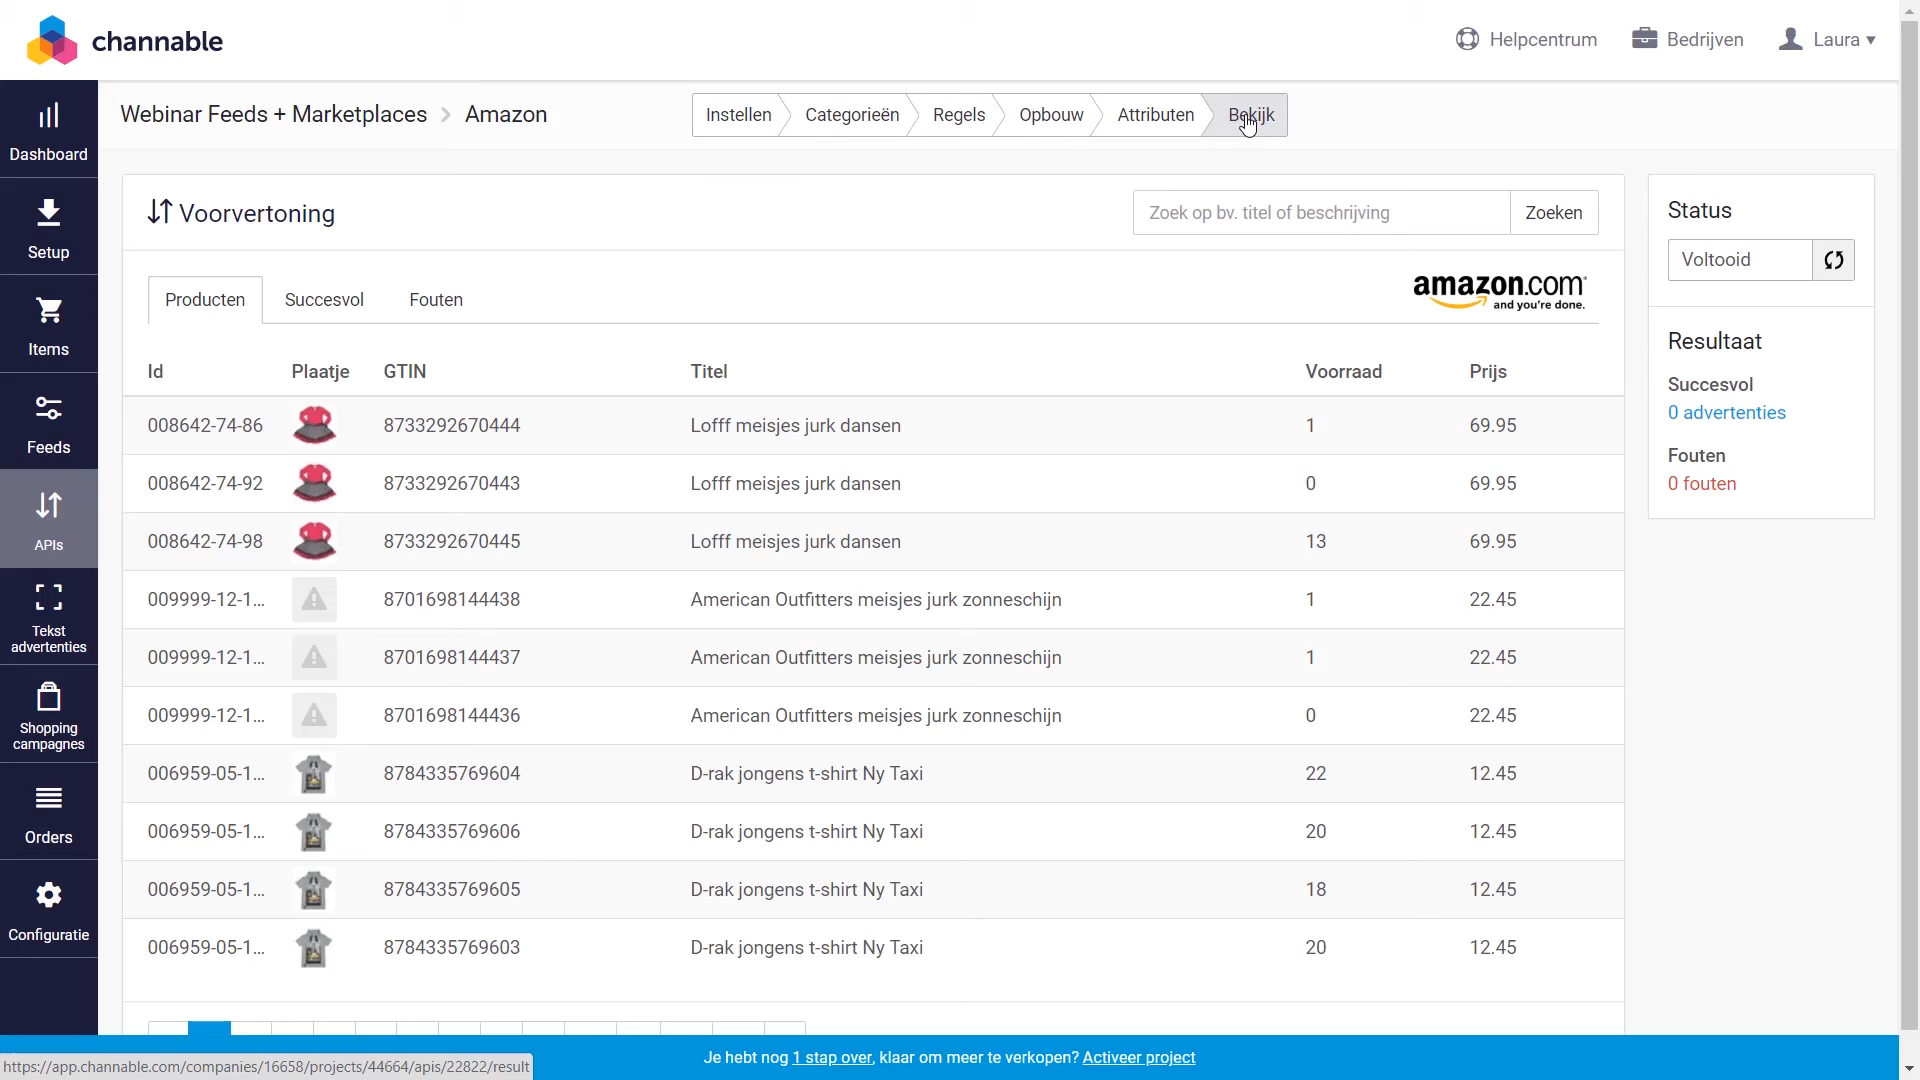 channable
Helpcentrum
Bedrijven
Laura
Webinar Feeds + Marketplaces
Amazon
Instellen
Categorieën
Regels
Opbouw
Attributen
Bekijk
Dashboard
Setup
Items
Feeds
APIs
Tekst
advertenties
Shopping
campagnes
Orders
Configuratie
Voorvertoning
Zoek op bv. titel of beschrijving
Zoeken
Producten
Succesvol
Fouten
amazon.com
and you're done.
Id Plaatje GTIN Titel Voorraad Prijs
008642-74-86 8733292670444 Lofff meisjes jurk dansen 1 69.95
008642-74-92 8733292670443 Lofff meisjes jurk dansen 0 69.95
008642-74-98 8733292670445 Lofff meisjes jurk dansen 13 69.95
009999-12-1... 8701698144438 American Outfitters meisjes jurk zonneschijn 1 22.45
009999-12-1... 8701698144437 American Outfitters meisjes jurk zonneschijn 1 22.45
009999-12-1... 8701698144436 American Outfitters meisjes jurk zonneschijn 0 22.45
006959-05-1... 8784335769604 D-rak jongens t-shirt Ny Taxi 22 12.45
006959-05-1... 8784335769606 D-rak jongens t-shirt Ny Taxi 20 12.45
006959-05-1... 8784335769605 D-rak jongens t-shirt Ny Taxi 18 12.45
006959-05-1... 8784335769603 D-rak jongens t-shirt Ny Taxi 20 12.45
Status
Voltooid
Resultaat
Succesvol
0 advertenties
Fouten
0 fouten
Je hebt nog 1 stap over, klaar om meer te verkopen? Activeer project
https://app.channable.com/companies/16658/projects/44664/apis/22822/result